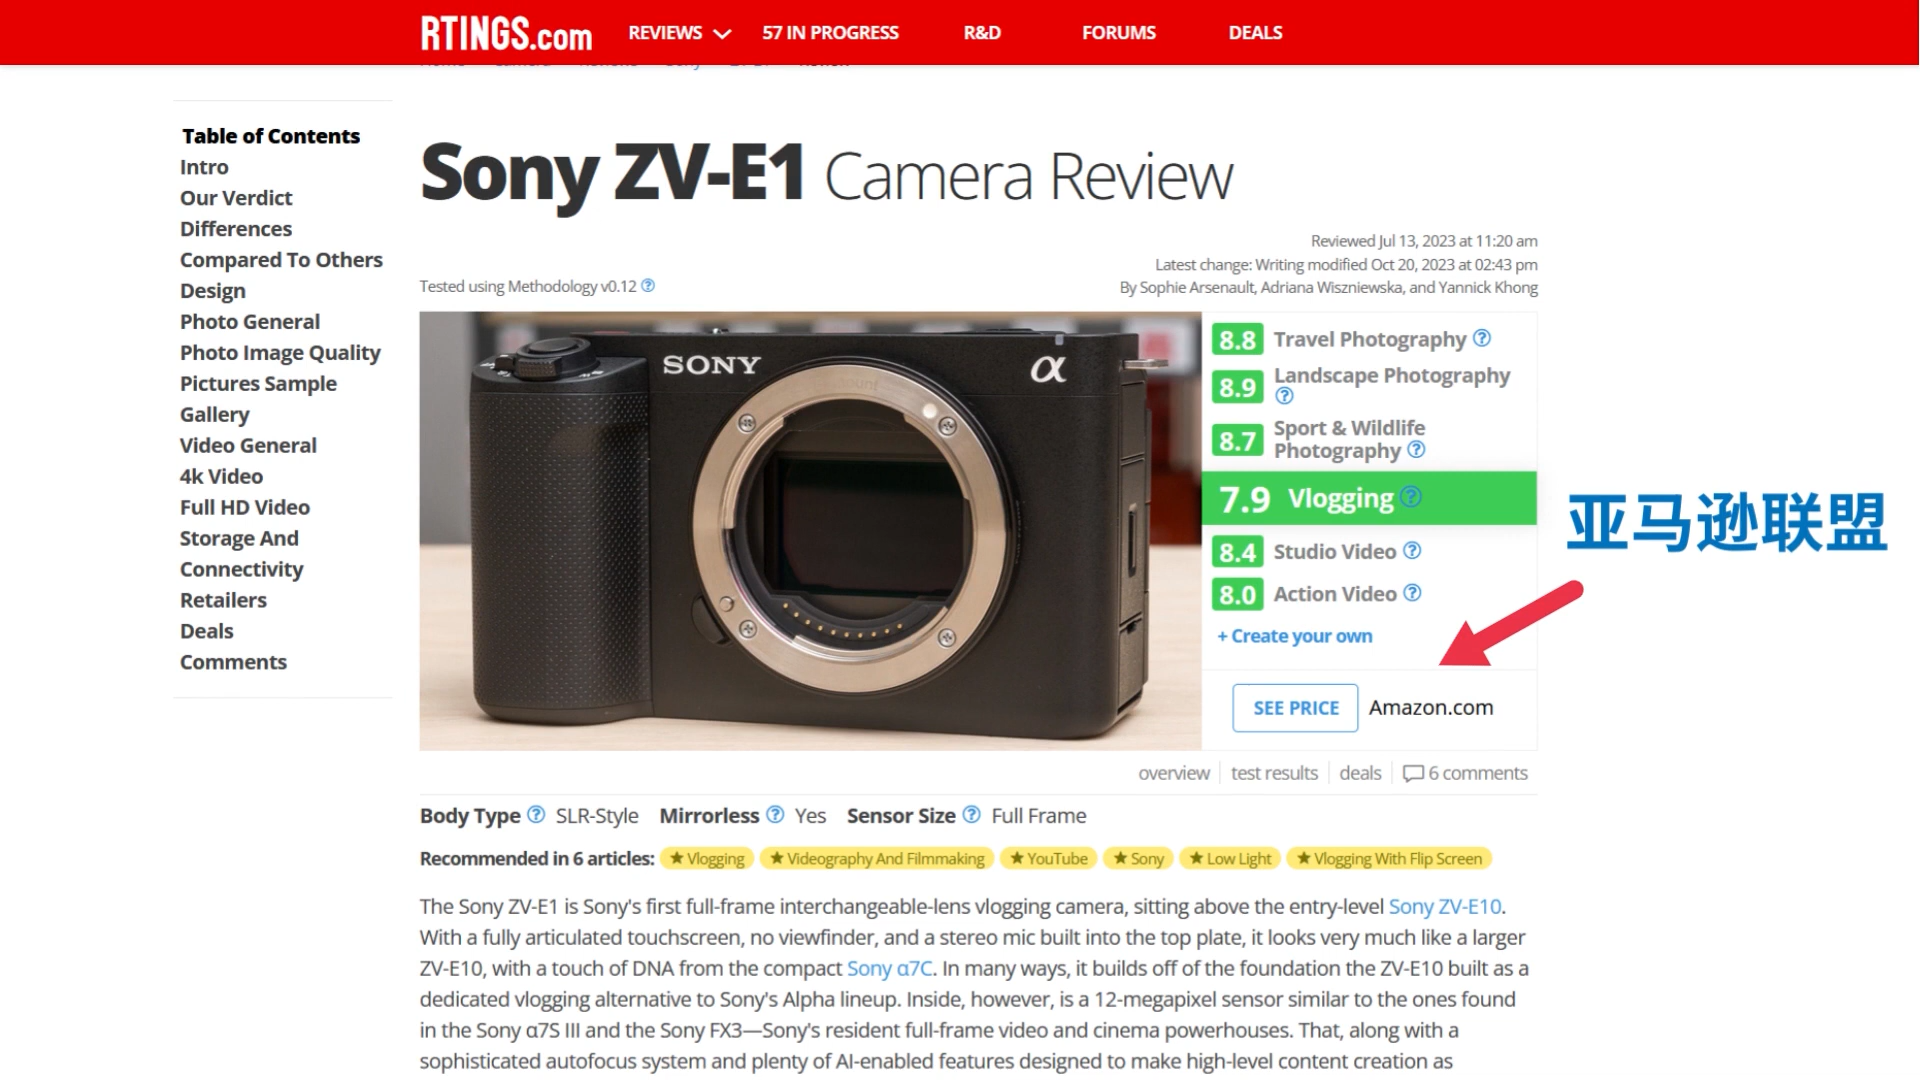 RTINGS.com REVIEWS 57 IN PROGRESS R&D FORUMS DEALS
Table of Contents
Intro
Our Verdict
Differences
Compared To Others
Design
Photo General
Photo Image Quality
Pictures Sample
Gallery
Video General
4k Video
Full HD Video
Storage And
Connectivity
Retailers
Deals
Comments
Sony ZV-E1 Camera Review
Reviewed Jul 13, 2023 at 11:20 am
Latest change: Writing modified Oct 20, 2023 at 02:43 pm
Tested using Methodology v0.12 ?
By Sophie Arsenault, Adriana Wiszniewska, and Yannick Khong
SONY α
8.8 Travel Photography ?
8.9 Landscape Photography ?
8.7 Sport & Wildlife
Photography ?
7.9 Vlogging ?
8.4 Studio Video ?
8.0 Action Video ?
+ Create your own
亚马逊联盟
SEE PRICE Amazon.com
overview test results deals 6 comments
Body Type ? SLR-Style Mirrorless ? Yes Sensor Size ? Full Frame
Recommended in 6 articles: ★ Vlogging ★ Videography And Filmmaking ★ YouTube ★ Sony ★ Low Light ★ Vlogging With Flip Screen
The Sony ZV-E1 is Sony's first full-frame interchangeable-lens vlogging camera, sitting above the entry-level Sony ZV-E10.
With a fully articulated touchscreen, no viewfinder, and a stereo mic built into the top plate, it looks very much like a larger
ZV-E10, with a touch of DNA from the compact Sony α7C. In many ways, it builds off of the foundation the ZV-E10 built as a
dedicated vlogging alternative to Sony's Alpha lineup. Inside, however, is a 12-megapixel sensor similar to the ones found
in the Sony α7S III and the Sony FX3—Sony's resident full-frame video and cinema powerhouses. That, along with a
sophisticated autofocus system and plenty of AI-enabled features designed to make high-level content creation as